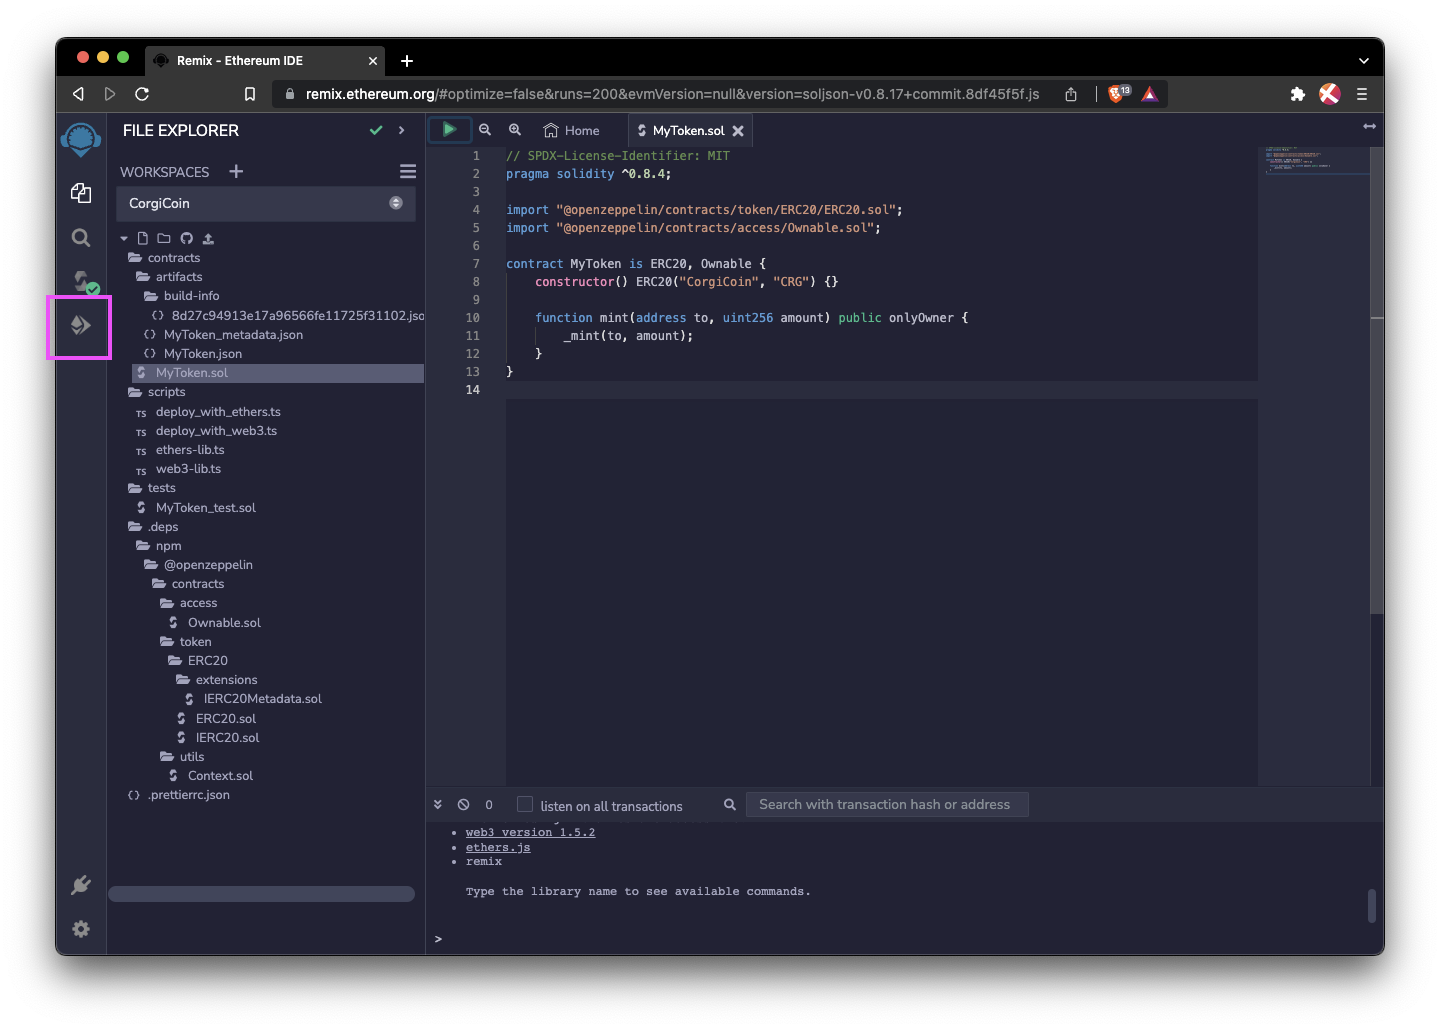 Remix - Ethereum IDE
remix.ethereum.org/#optimize=false&runs=200&evmVersion=null&version=soljson-v0.8.17+commit.8df45f5f.js
13
FILE EXPLORER
WORKSPACES
CorgiCoin
contracts
artifacts
build-info
8d27c94913e17a96566fe11725f31102.jso
MyToken_metadata.json
MyToken.json
MyToken.sol
scripts
TS deploy_with_ethers.ts
TS deploy_with_web3.ts
TS ethers-lib.ts
TS web3-lib.ts
tests
MyToken_test.sol
.deps
npm
@openzeppelin
contracts
access
Ownable.sol
token
ERC20
extensions
IERC20Metadata.sol
ERC20.sol
IERC20.sol
utils
Context.sol
.prettierrc.json
Home
MyToken.sol
1 // SPDX-License-Identifier: MIT
2 pragma solidity ^0.8.4;
3
4 import "@openzeppelin/contracts/token/ERC20/ERC20.sol";
5 import "@openzeppelin/contracts/access/Ownable.sol";
6
7 contract MyToken is ERC20, Ownable {
8     constructor() ERC20("CorgiCoin", "CRG") {}
9
10     function mint(address to, uint256 amount) public onlyOwner {
11         _mint(to, amount);
12     }
13 }
14
0 listen on all transactions Search with transaction hash or address
• web3 version 1.5.2
• ethers.js
• remix
Type the library name to see available commands.
>